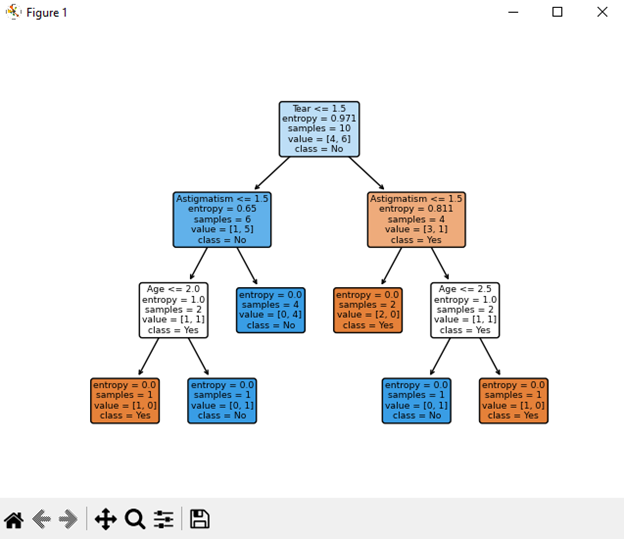 Figure 1
Tear <= 1.5
entropy = 0.971
samples = 10
value = [4, 6]
class = No
Astigmatism <= 1.5
entropy = 0.65
samples = 6
value = [1, 5]
class = No
Astigmatism <= 1.5
entropy = 0.811
samples = 4
value = [3, 1]
class = Yes
Age <= 2.0
entropy = 1.0
samples = 2
value = [1, 1]
class = Yes
entropy = 0.0
samples = 4
value = [0, 4]
class = No
entropy = 0.0
samples = 2
value = [2, 0]
class = Yes
Age <= 2.5
entropy = 1.0
samples = 2
value = [1, 1]
class = Yes
entropy = 0.0
samples = 1
value = [1, 0]
class = Yes
entropy = 0.0
samples = 1
value = [0, 1]
class = No
entropy = 0.0
samples = 1
value = [0, 1]
class = No
entropy = 0.0
samples = 1
value = [1, 0]
class = Yes